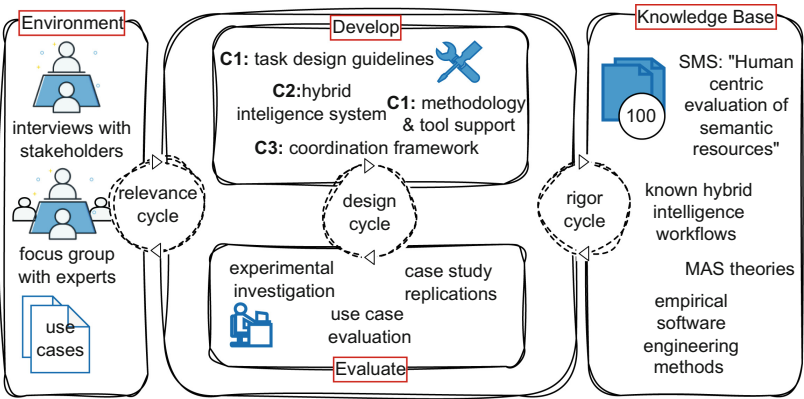 Environment
interviews with
stakeholders
focus group
with experts
use
cases
relevance
cycle
Develop
C1: task design guidelines
C2:hybrid
inteligence system
C1: methodology
& tool support
C3: coordination framework
design
cycle
experimental
investigation
case study
replications
use case
evaluation
Evaluate
rigor
cycle
Knowledge Base
100
SMS: "Human
centric
evaluation of
semantic
resources"
known hybrid
intelligence
workflows
MAS theories
empirical
software
engineering
methods